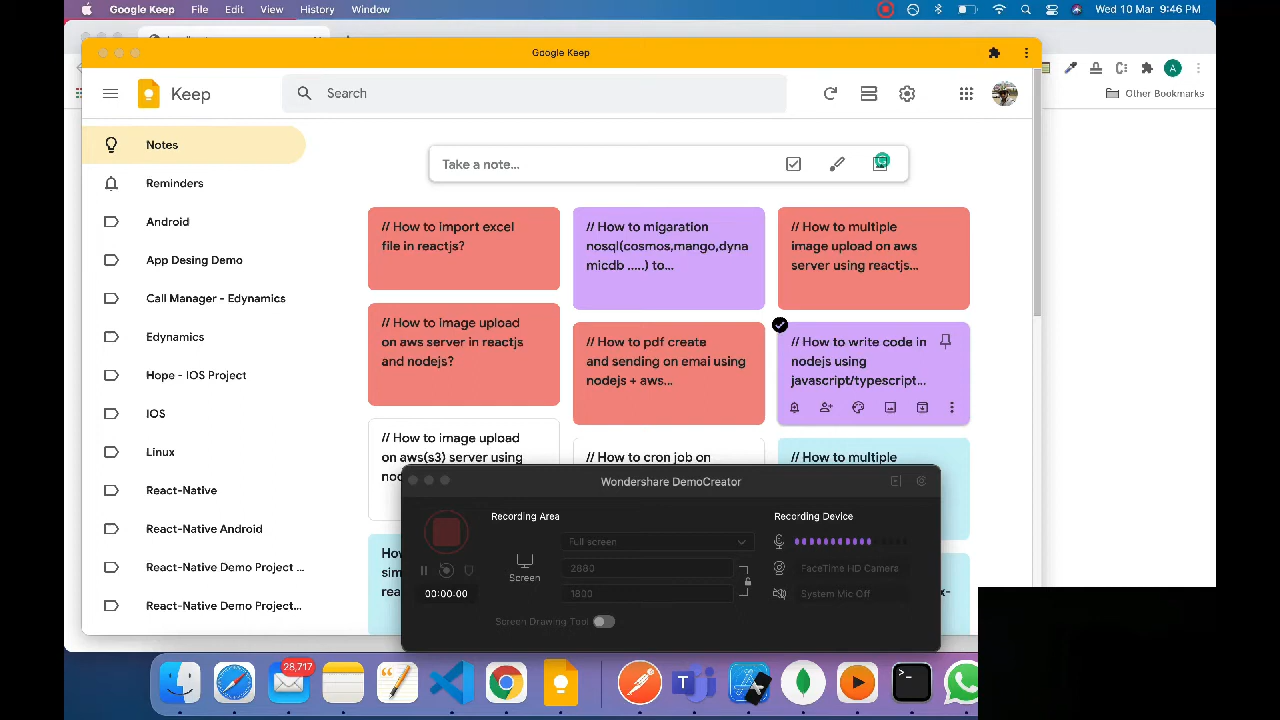 Google Keep File Edit View History Window Wed 10 Mar 9:46 PM
Google Keep
Other Bookmarks
A
Keep
Search
Notes
Reminders
Android
App Desing Demo
Call Manager - Edynamics
Edynamics
Hope - IOS Project
IOS
Linux
React-Native
React-Native Android
React-Native Demo Project ...
React-Native Demo Project...
Take a note...
// How to import excel
file in reactjs?
// How to migaration
nosql(cosmos,mango,dyna
micdb .....) to...
// How to multiple
image upload on aws
server using reactjs...
// How to image upload
on aws server in reactjs
and nodejs?
// How to pdf create
and sending on emai using
nodejs + aws...
// How to write code in
nodejs using
javascript/typescript...
// How to image upload
on aws(s3) server using
// How to cron job on
// How to multiple
Wondershare DemoCreator
Recording Area
Full screen
Screen
2880
1800
00:00:00
Screen Drawing Tool
Recording Device
FaceTime HD Camera
System Mic Off
28,717